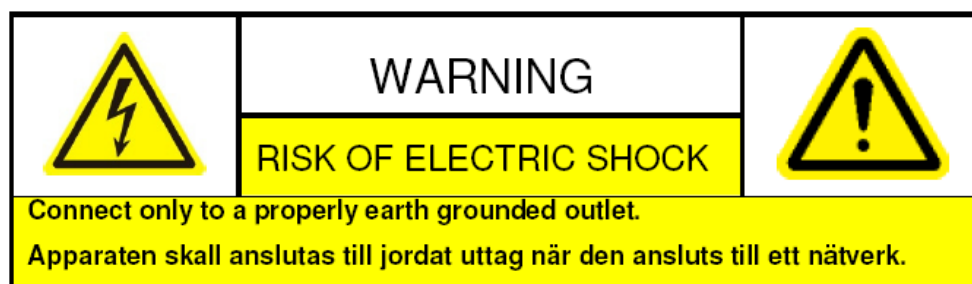 WARNING
RISK OF ELECTRIC SHOCK
Connect only to a properly earth grounded outlet.
Apparaten skall anslutas till jordat uttag när den ansluts till ett nätverk.